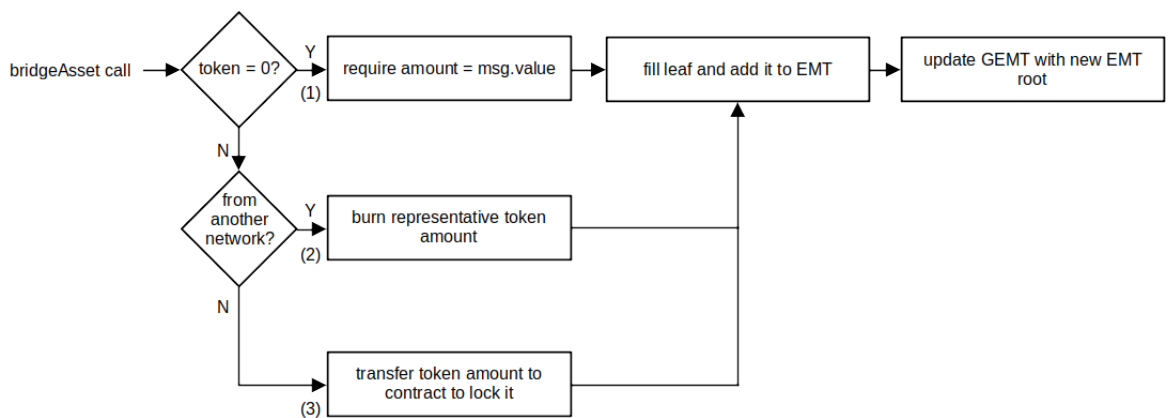 bridgeAsset call
token = 0?
Y
(1)
require amount = msg.value
fill leaf and add it to EMT
update GEMT with new EMT
root
N
from
another
network?
Y
(2)
burn representative token
amount
N
(3)
transfer token amount to
contract to lock it